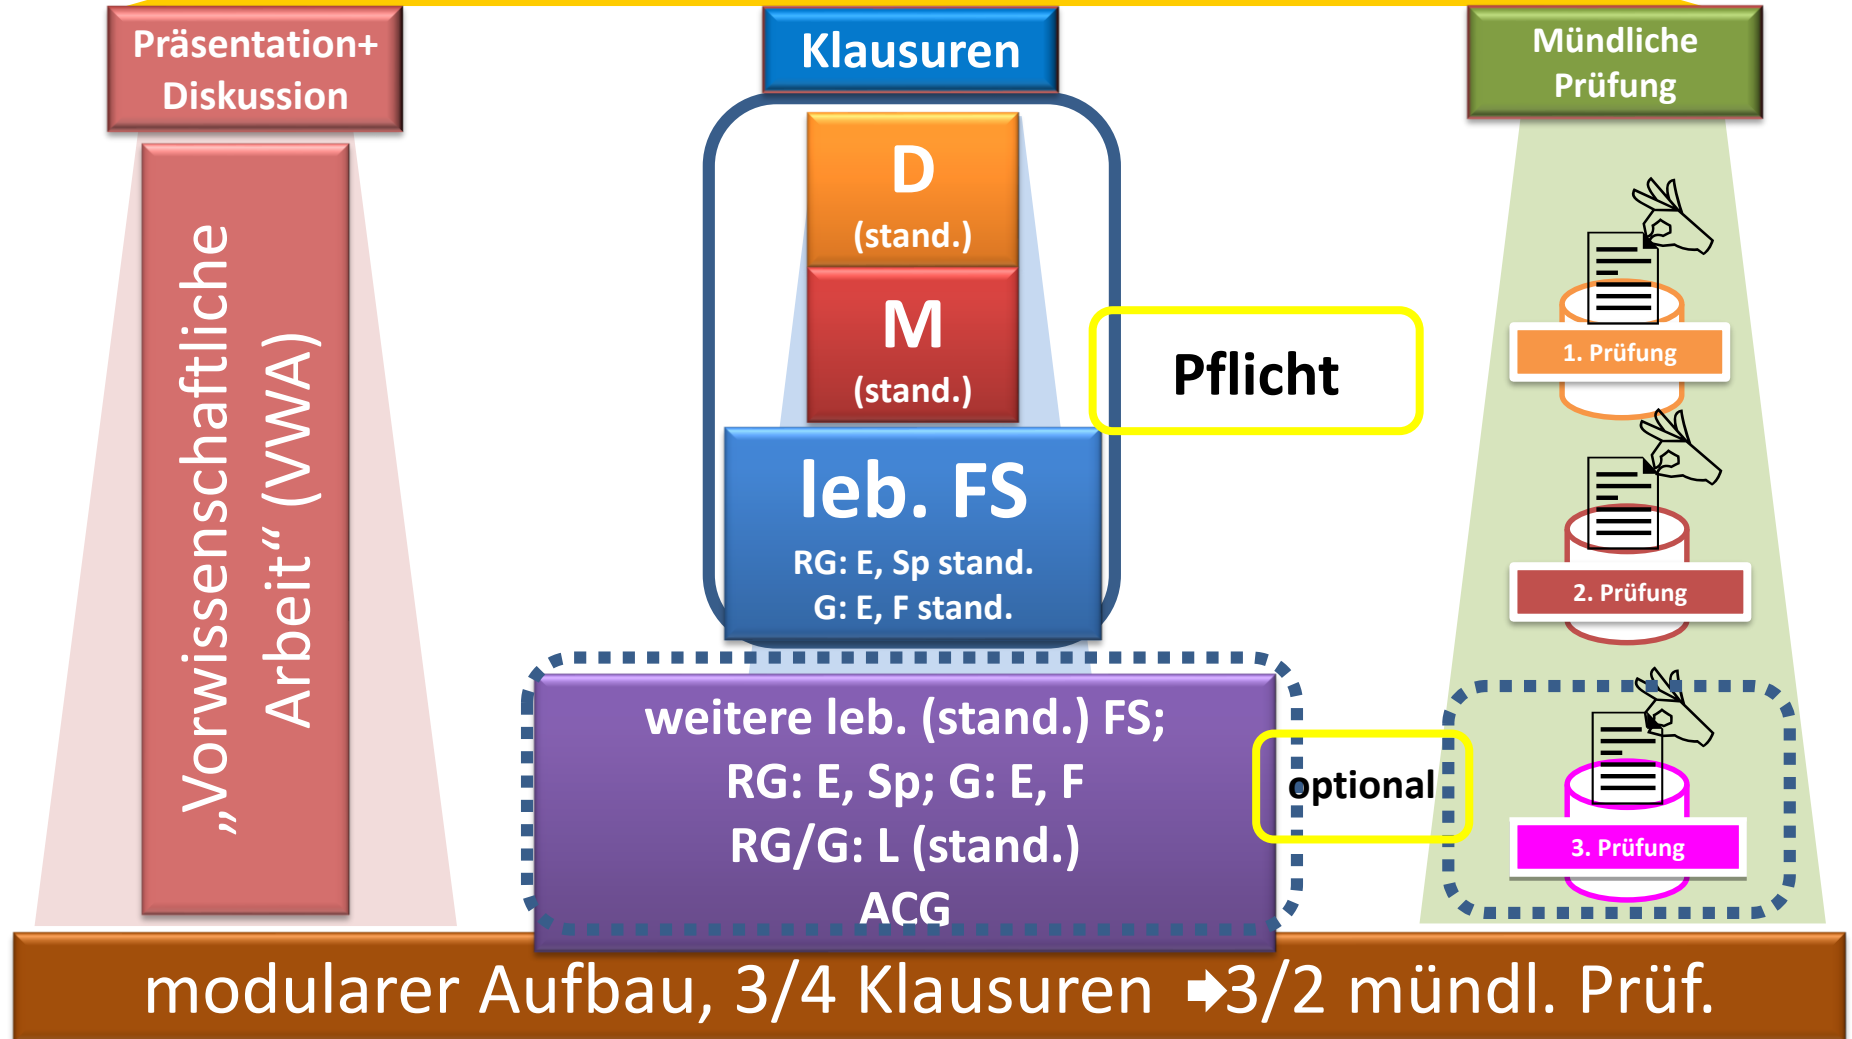 Präsentation+
Diskussion
„Vorwissenschaftliche
Arbeit“ (VWA)
Klausuren
D
(stand.)
M
(stand.)
leb. FS
RG: E, Sp stand.
G: E, F stand.
Pflicht
weitere leb. (stand.) FS;
RG: E, Sp; G: E, F
RG/G: L (stand.)
ACG
optional
Mündliche
Prüfung
1. Prüfung
2. Prüfung
3. Prüfung
modularer Aufbau, 3/4 Klausuren 🡆3/2 mündl. Prüf.